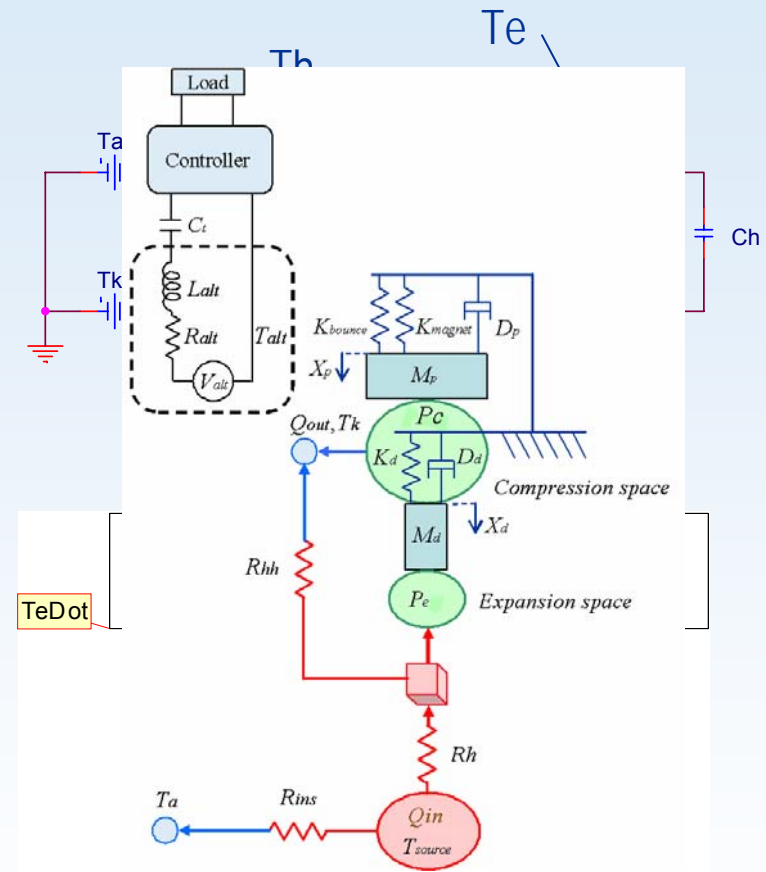 Te
Th
Load
Ta
Controller
Ct
Ch
Tk
Lalt
Ralt
Talt
Valt
Kbounce
Kmagnet
Dp
Xp
Mp
Qout, Tk
Pc
Kd
Dd
Compression space
Md
Xd
Rhh
Pe
Expansion space
TeDot
Rh
Ta
Rins
Qin
Tsource